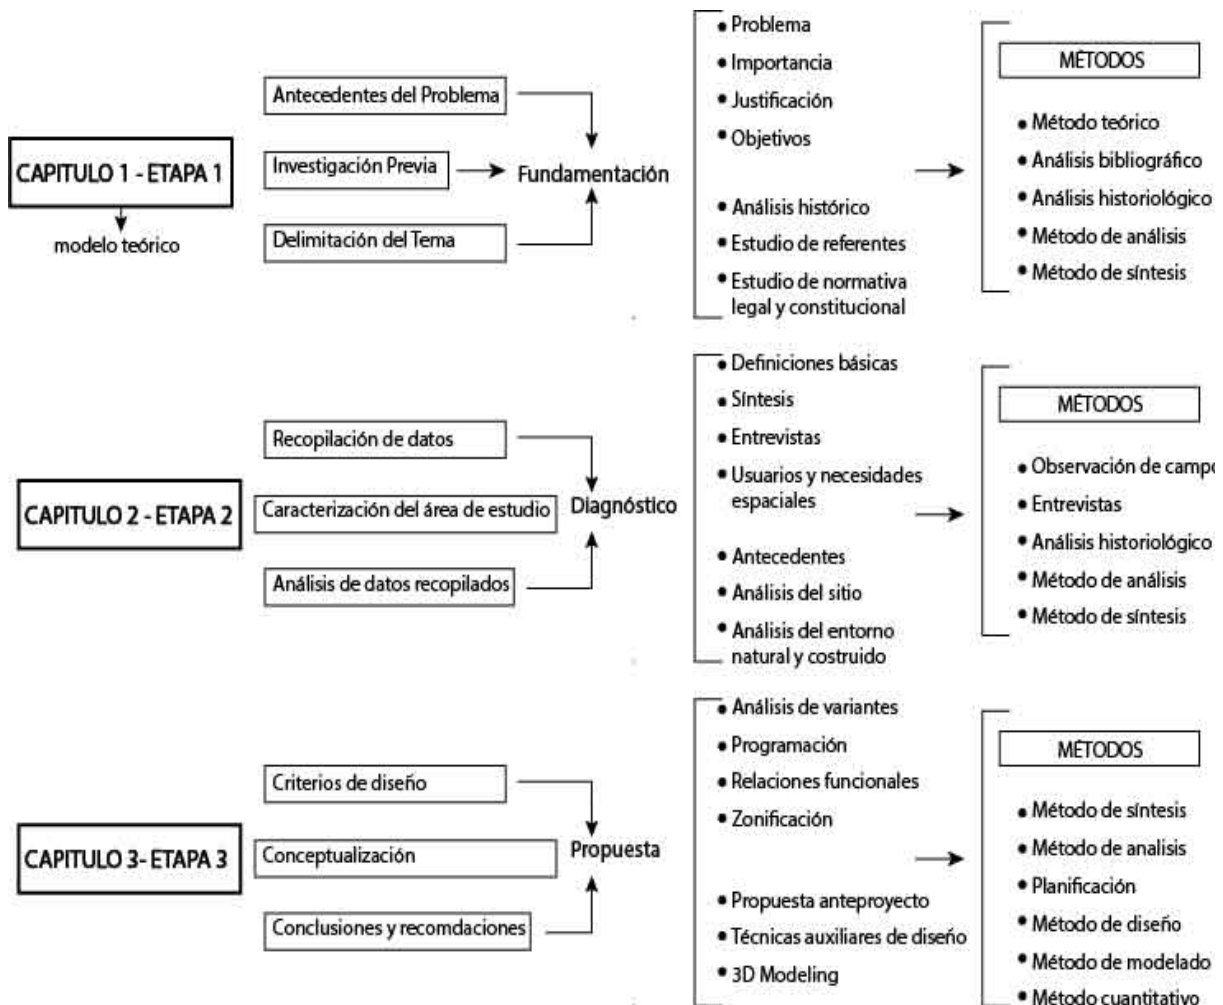 CAPITULO 1 - ETAPA 1
modelo teórico
Antecedentes del Problema
Investigación Previa
Delimitación del Tema
Fundamentación
• Problema
• Importancia
• Justificación
• Objetivos
• Análisis histórico
• Estudio de referentes
• Estudio de normativa
legal y constitucional
MÉTODOS
• Método teórico
• Análisis bibliográfico
• Análisis historiológico
• Método de análisis
• Método de síntesis
CAPITULO 2 - ETAPA 2
Recopilación de datos
Caracterización del área de estudio
Análisis de datos recopilados
Diagnóstico
• Definiciones básicas
• Síntesis
• Entrevistas
• Usuarios y necesidades
espaciales
• Antecedentes
• Análisis del sitio
• Análisis del entorno
natural y costruido
MÉTODOS
• Observación de campo
• Entrevistas
• Análisis historiológico
• Método de análisis
• Método de síntesis
CAPITULO 3- ETAPA 3
Criterios de diseño
Conceptualización
Conclusiones y recomdaciones
Propuesta
• Análisis de variantes
• Programación
• Relaciones funcionales
• Zonificación
• Propuesta anteproyecto
• Técnicas auxiliares de diseño
• 3D Modeling
MÉTODOS
• Método de síntesis
• Método de analisis
• Planificación
• Método de diseño
• Método de modelado
• Método cuantitativo